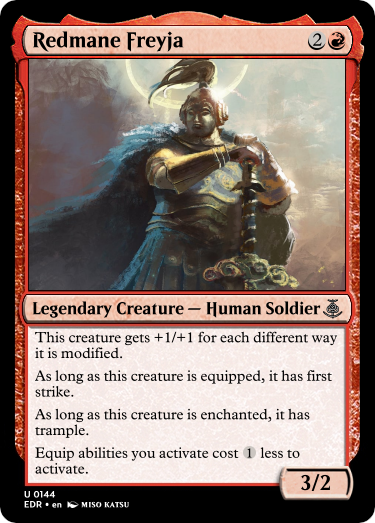 Redmane Freyja 2
Legendary Creature — Human Soldier
This creature gets +1/+1 for each different way
it is modified.
As long as this creature is equipped, it has first
strike.
As long as this creature is enchanted, it has
trample.
Equip abilities you activate cost 1 less to
activate.
3/2
U 0144
EDR • en MISO KATSU